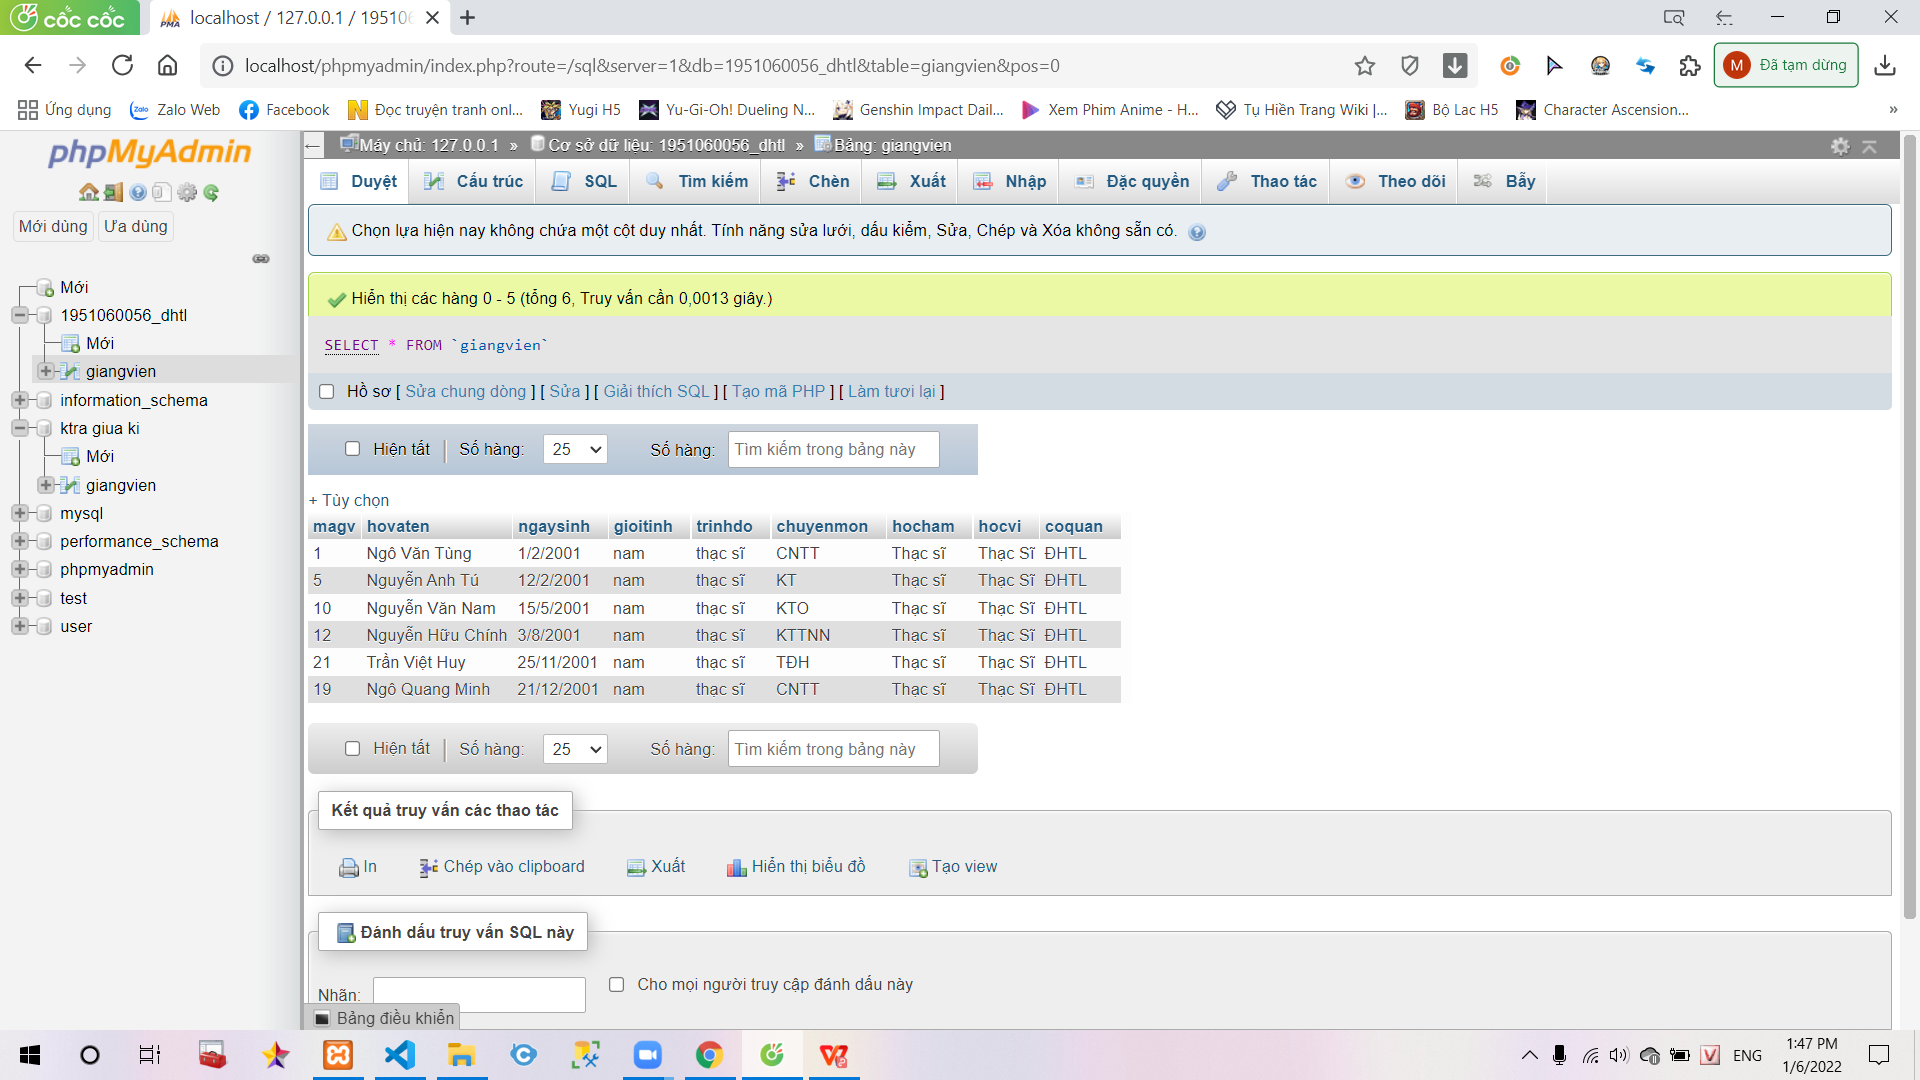 cốc cốc
localhost / 127.0.0.1 / 19510
localhost/phpmyadmin/index.php?route=/sql&server=1&db=1951060056_dhtl&table=giangvien&pos=0
M Đã tạm dừng
Ứng dụng Zalo Web Facebook Đọc truyện tranh onl... Yugi H5 Yu-Gi-Oh! Dueling N... Genshin Impact Dail... Xem Phim Anime - H... Tụ Hiền Trang Wiki |... Bộ Lac H5 Character Ascension... »
phpMyAdmin
Mới dùng Ưa dùng
Mới
1951060056_dhtl
Mới
giangvien
information_schema
ktra giua ki
Mới
giangvien
mysql
performance_schema
phpmyadmin
test
user
Máy chủ: 127.0.0.1 » Cơ sở dữ liệu: 1951060056_dhtl » Bảng: giangvien
Duyệt Cấu trúc SQL Tìm kiếm Chèn Xuất Nhập Đặc quyền Thao tác Theo dõi Bẫy
Chọn lựa hiện nay không chứa một cột duy nhất. Tính năng sửa lưới, dấu kiểm, Sửa, Chép và Xóa không sẵn có.
Hiển thị các hàng 0 - 5 (tổng 6, Truy vấn cần 0,0013 giây.)
SELECT * FROM `giangvien`
Hồ sơ [ Sửa chung dòng ] [ Sửa ] [ Giải thích SQL ] [ Tạo mã PHP ] [ Làm tươi lại ]
Hiện tất Số hàng: 25 Số hàng: Tìm kiếm trong bảng này
+ Tùy chọn
magv hovaten ngaysinh gioitinh trinhdo chuyenmon hocham hocvi coquan
1 Ngô Văn Tùng 1/2/2001 nam thạc sĩ CNTT Thạc sĩ Thạc Sĩ ĐHTL
5 Nguyễn Anh Tú 12/2/2001 nam thạc sĩ KT Thạc sĩ Thạc Sĩ ĐHTL
10 Nguyễn Văn Nam 15/5/2001 nam thạc sĩ KTO Thạc sĩ Thạc Sĩ ĐHTL
12 Nguyễn Hữu Chính 3/8/2001 nam thạc sĩ KTTNN Thạc sĩ Thạc Sĩ ĐHTL
21 Trần Việt Huy 25/11/2001 nam thạc sĩ TĐH Thạc sĩ Thạc Sĩ ĐHTL
19 Ngô Quang Minh 21/12/2001 nam thạc sĩ CNTT Thạc sĩ Thạc Sĩ ĐHTL
Hiện tất Số hàng: 25 Số hàng: Tìm kiếm trong bảng này
Kết quả truy vấn các thao tác
In Chép vào clipboard Xuất Hiển thị biểu đồ Tạo view
Đánh dấu truy vấn SQL này
Nhãn: Cho mọi người truy cập đánh dấu này
Bảng điều khiển
ENG
1:47 PM
1/6/2022